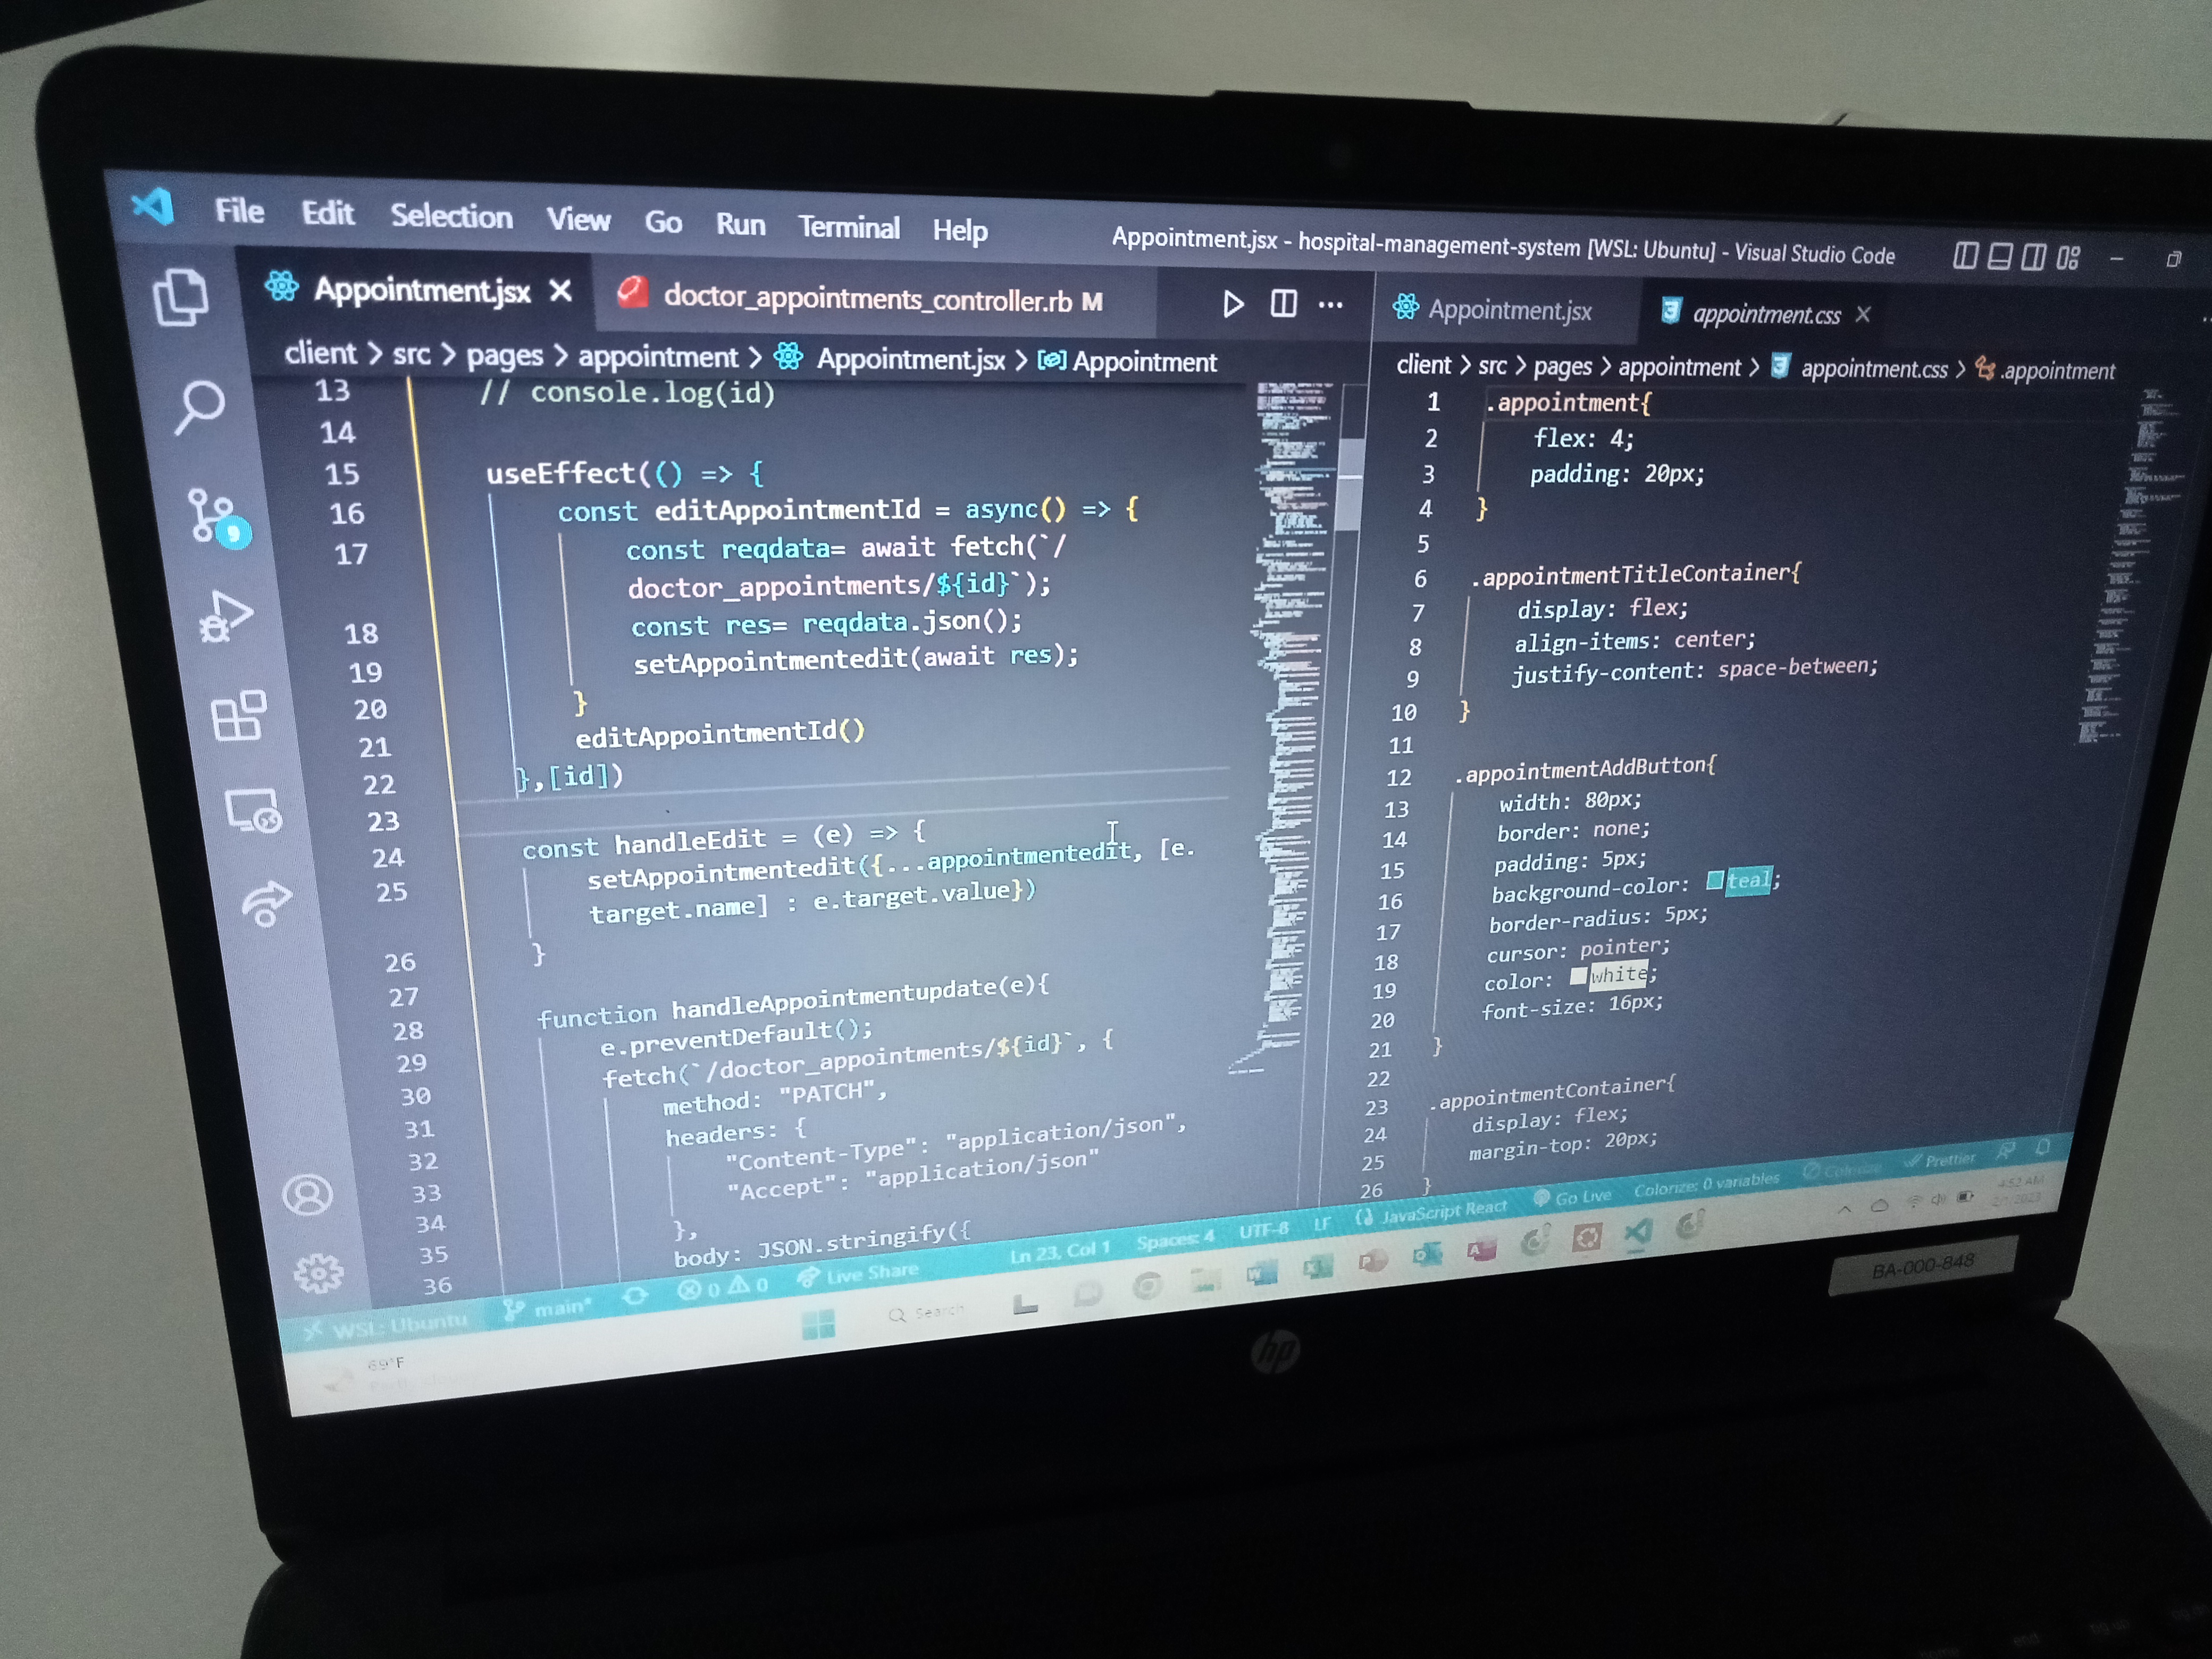 File Edit Selection View Go Run Terminal Help
Appointment.jsx - hospital-management-system [WSL: Ubuntu] - Visual Studio Code
Appointment.jsx
doctor_appointments_controller.rb M
client > src > pages > appointment > Appointment.jsx > Appointment
13 // console.log(id)
14
15 useEffect(() => {
16 const editAppointmentId = async() => {
17 const reqdata= await fetch(`/
doctor_appointments/${id}`);
18 const res= reqdata.json();
19 setAppointmentedit(await res);
20 }
21 editAppointmentId()
22 },[id])
23
24 const handleEdit = (e) => {
25 setAppointmentedit({...appointmentedit, [e.
target.name] : e.target.value})
26 }
27
28 function handleAppointmentupdate(e){
29 e.preventDefault();
30 fetch(`/doctor_appointments/${id}`, {
31 method: "PATCH",
32 headers: {
33 "Content-Type": "application/json",
34 "Accept": "application/json"
35 },
36 body: JSON.stringify({
Appointment.jsx
appointment.css
client > src > pages > appointment > appointment.css > .appointment
1 .appointment{
2 flex: 4;
3 padding: 20px;
4 }
5
6 .appointmentTitleContainer{
7 display: flex;
8 align-items: center;
9 justify-content: space-between;
10 }
11
12 .appointmentAddButton{
13 width: 80px;
14 border: none;
15 padding: 5px;
16 background-color: teal;
17 border-radius: 5px;
18 cursor: pointer;
19 color: white;
20 font-size: 16px;
21 }
22
23 .appointmentContainer{
24 display: flex;
25 margin-top: 20px;
26 }
9
WSL: Ubuntu main* 0 0 Live Share Ln 23, Col 1 Spaces: 4 UTF-8 LF JavaScript React Go Live Colorize: 0 variables Colorize Prettier
69°F
Search
4:52 AM
BA-000-848
hp
end